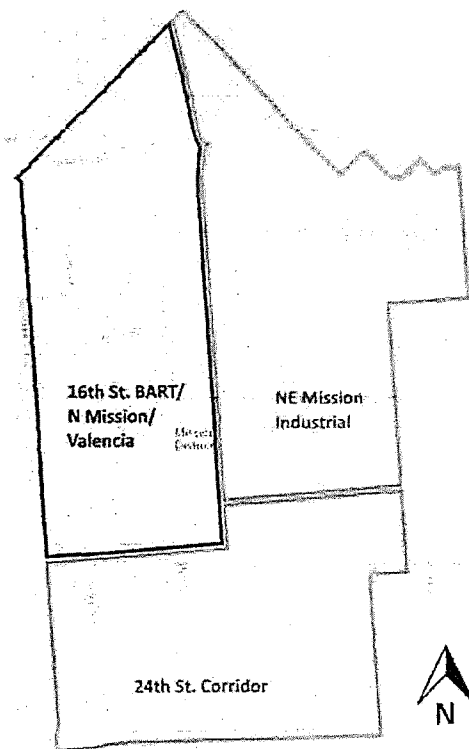 16th St. BART/
N Mission/
Valencia
NE Mission
Industrial
24th St. Corridor
N